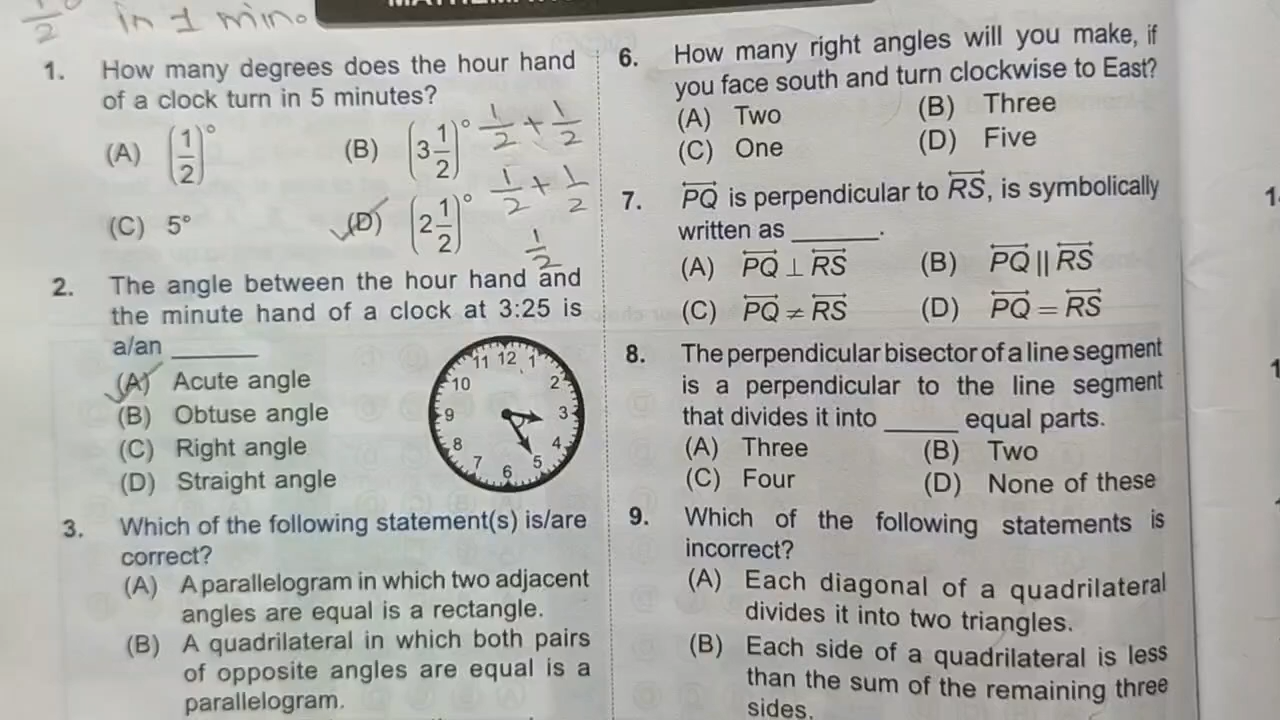 in 1 min.
1. How many degrees does the hour hand
of a clock turn in 5 minutes?
(A) (1/2)°
(B) (3 1/2)°
1/2 + 1/2
(C) 5°
(D) (2 1/2)°
1/2 + 1/2
1/2
2. The angle between the hour hand and
the minute hand of a clock at 3:25 is
a/an ______
(A) Acute angle
(B) Obtuse angle
(C) Right angle
(D) Straight angle
11 12 1
10 2
9 3
8 4
7 6 5
3. Which of the following statement(s) is/are
correct?
(A) A parallelogram in which two adjacent
angles are equal is a rectangle.
(B) A quadrilateral in which both pairs
of opposite angles are equal is a
parallelogram.
6. How many right angles will you make, if
you face south and turn clockwise to East?
(A) Two (B) Three
(C) One (D) Five
7. PQ is perpendicular to RS, is symbolically
written as ______.
(A) PQ ⊥ RS (B) PQ || RS
(C) PQ ≠ RS (D) PQ = RS
8. The perpendicular bisector of a line segment
is a perpendicular to the line segment
that divides it into ______ equal parts.
(A) Three (B) Two
(C) Four (D) None of these
9. Which of the following statements is
incorrect?
(A) Each diagonal of a quadrilateral
divides it into two triangles.
(B) Each side of a quadrilateral is less
than the sum of the remaining three
sides.